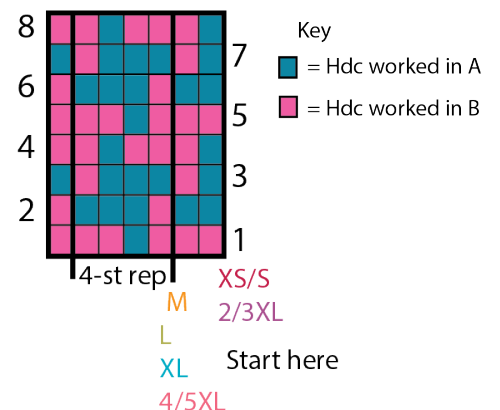 8
Key
7
= Hdc worked in A
6
= Hdc worked in B
5
4
3
2
1
4-st rep
XS/S
M
2/3XL
L
XL
Start here
4/5XL